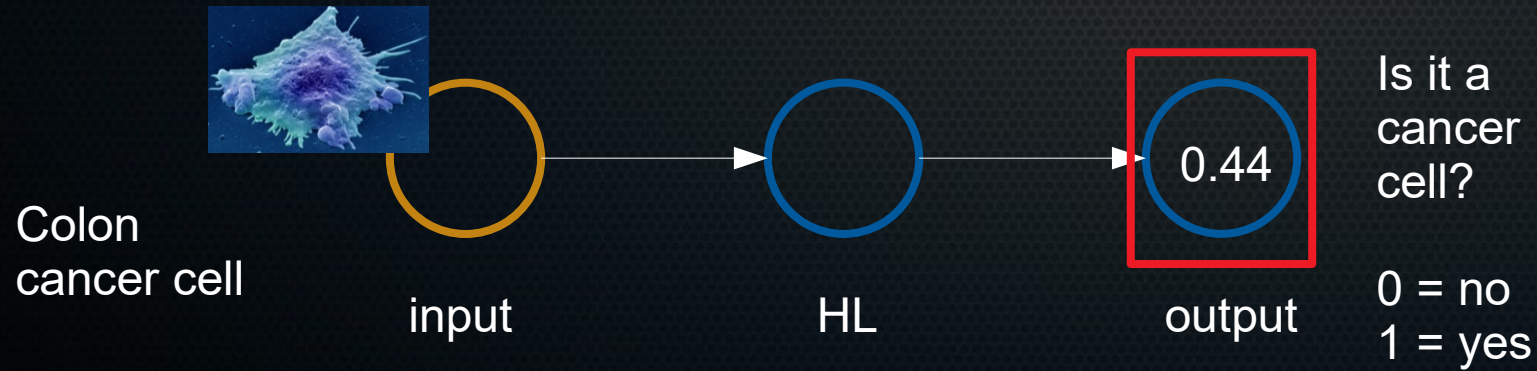 Colon
cancer cell
input
HL
0.44
output
Is it a
cancer
cell?
0 = no
1 = yes